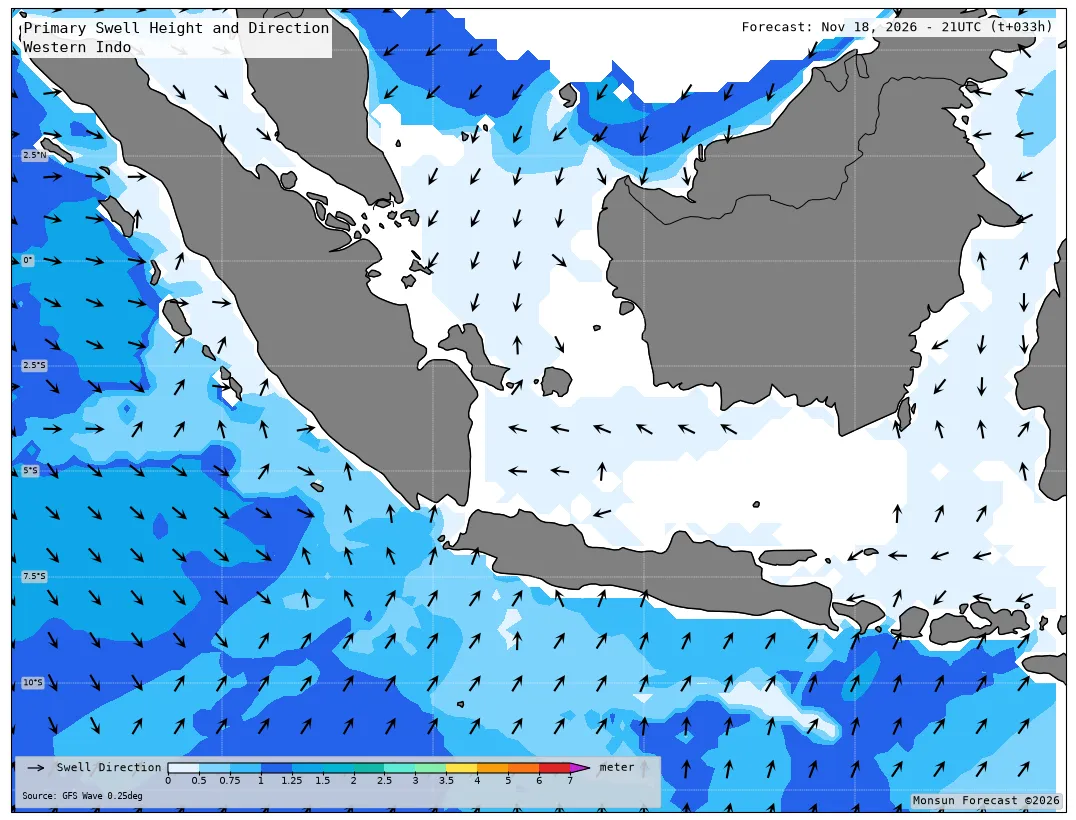 Primary Swell Height and Direction
Western Indo
Forecast: Nov 18, 2026 - 21UTC (t+033h)
2.5°N
0°
2.5°S
5°S
7.5°S
10°S
Swell Direction
0 0.5 0.75 1 1.25 1.5 2 2.5 3 3.5 4 5 6 7
meter
Source: GFS Wave 0.25deg
Monsun Forecast ©2026